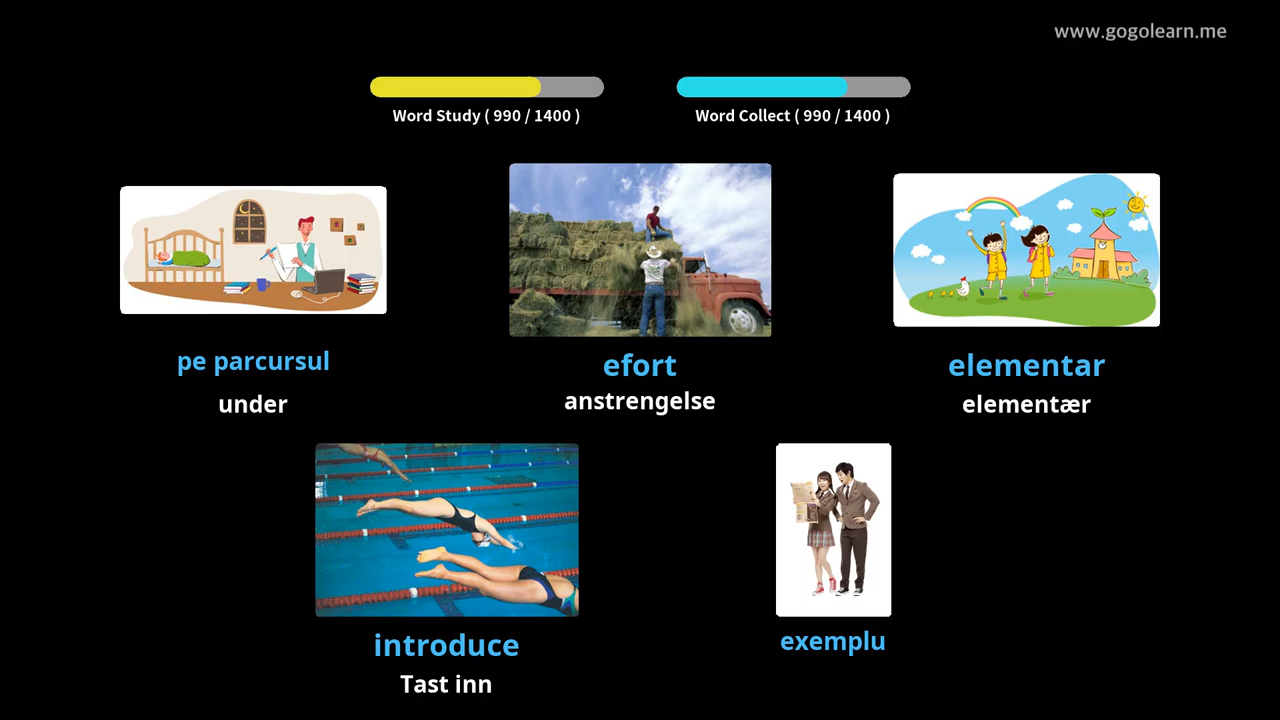 www.gogolearn.me
Word Study ( 990 / 1400 )
Word Collect ( 990 / 1400 )
pe parcursul
under
efort
anstrengelse
elementar
elementær
introduce
Tast inn
exemplu